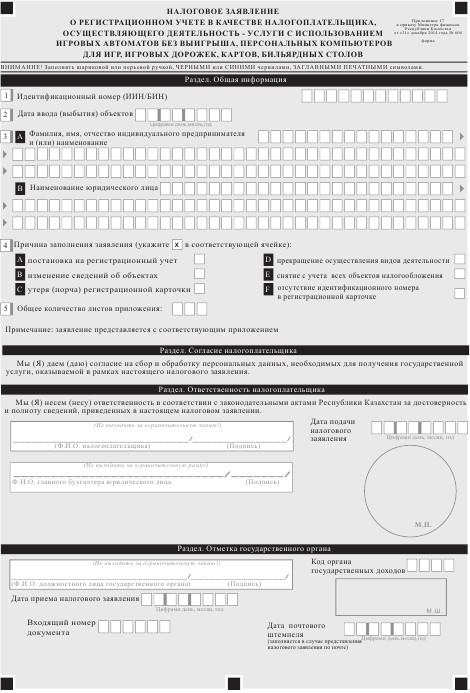 НАЛОГОВОЕ ЗАЯВЛЕНИЕ
О РЕГИСТРАЦИОННОМ УЧЕТЕ В КАЧЕСТВЕ НАЛОГОПЛАТЕЛЬЩИКА,
ОСУЩЕСТВЛЯЮЩЕГО ДЕЯТЕЛЬНОСТЬ - УСЛУГИ С ИСПОЛЬЗОВАНИЕМ
ИГРОВЫХ АВТОМАТОВ БЕЗ ВЫИГРЫША, ПЕРСОНАЛЬНЫХ КОМПЬЮТЕРОВ
ДЛЯ ИГР, ИГРОВЫХ ДОРОЖЕК, КАРТОВ, БИЛЬЯРДНЫХ СТОЛОВ
Приложение 17
к приказу Министра финансов
Республики Казахстан
форма
ВНИМАНИЕ! Заполнять шариковой или перьевой ручкой, ЧЕРНЫМИ или СИНИМИ чернилами, ЗАГЛАВНЫМИ ПЕЧАТНЫМИ символами.
Раздел. Общая информация
1 Идентификационный номер (ИИН/БИН)
2 Дата ввода (выбытия) объектов
Цифрами день, месяц, год
3 A Фамилия, имя, отчество индивидуального предпринимателя
и (или) наименование
B Наименование юридического лица
4 Причина заполнения заявления (укажите x в соответствующей ячейке):
A постановка на регистрационный учет
B изменение сведений об объектах
C утеря (порча) регистрационной карточки
D прекращение осуществления видов деятельности
E снятие с учета всех объектов налогообложения
F отсутствие идентификационного номера
в регистрационной карточке
5 Общее количество листов приложения:
Примечание: заявление представляется с соответствующим приложением
Раздел. Согласие налогоплательщика
Мы (Я) даем (даю) согласие на сбор и обработку персональных данных, необходимых для получения государственной
услуги, оказываемой в рамках настоящего налогового заявления.
Раздел. Ответственность налогоплательщика
Мы (Я) несем (несу) ответственность в соответствии с законодательными актами Республики Казахстан за достоверность
и полноту сведений, приведенных в настоящем налоговом заявлении.
(Не выходить за ограничительную линию!)
(Ф.И.О. налогоплательщика) (Подпись)
(Не выходить за ограничительную рамку)
Ф.И.О. главного бухгалтера юридического лица (Подпись)
Дата подачи
налогового
заявления
Цифрами день, месяц, год
М.П.
Раздел. Отметка государственного органа
(Не выходить за ограничительную линию!)
(Ф.И.О. должностного лица государственного органа) (Подпись)
Код органа
государственных доходов
М.Ш.
Дата приема налогового заявления
Цифрами день, месяц, год
Входящий номер
документа
Дата почтового
штемпеля
Цифрами день, месяц, год
(заполняется в случае представления
налогового заявления по почте)